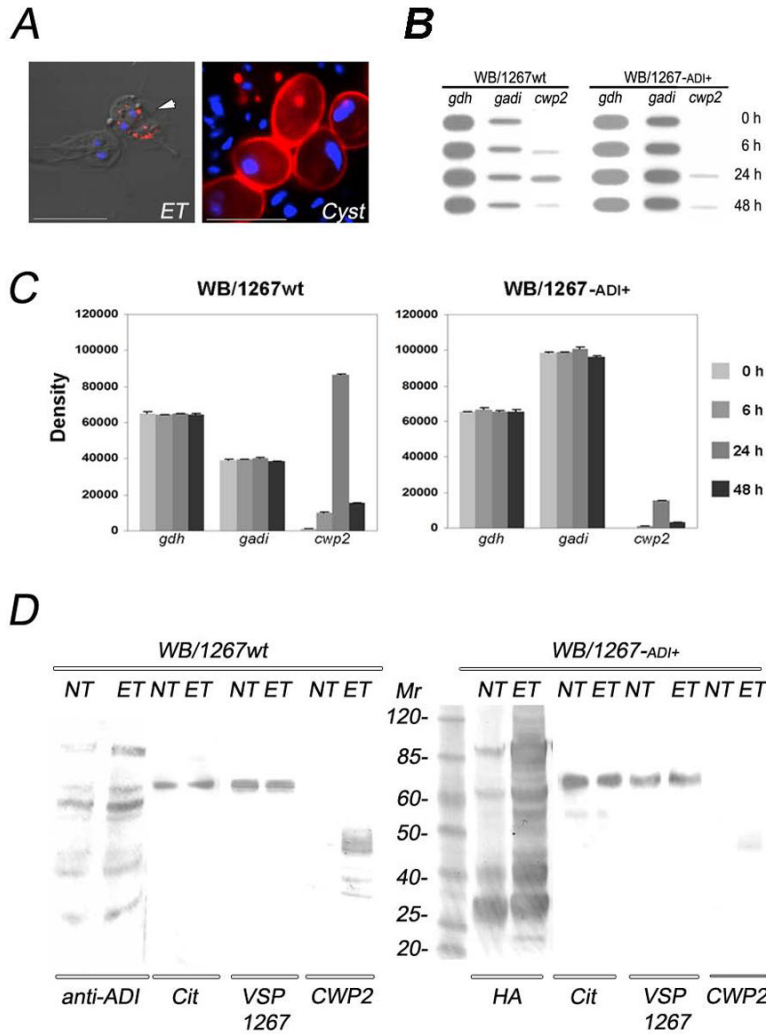 A
ET
Cyst
B
WB/1267wt
WB/1267-ADI+
gdh gadi cwp2
gdh gadi cwp2
0 h
6 h
24 h
48 h
C
WB/1267wt
WB/1267-ADI+
Density
120000
100000
80000
60000
40000
20000
0
gdh gadi cwp2
120000
100000
80000
60000
40000
20000
0
gdh gadi cwp2
0 h
6 h
24 h
48 h
D
WB/1267wt
WB/1267-ADI+
NT ET NT ET NT ET NT ET
Mr
NT ET NT ET NT ET NT ET
120-
85-
60-
50-
40-
25-
20-
anti-ADI Cit VSP 1267 CWP2
HA Cit VSP 1267 CWP2